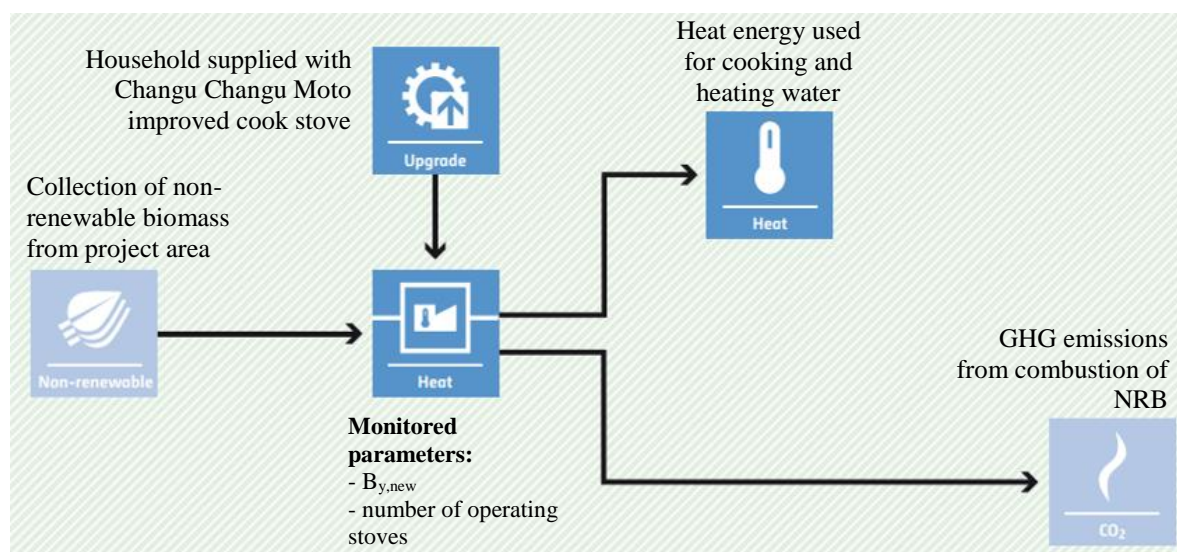 Household supplied with
Changu Changu Moto
improved cook stove
Upgrade
Heat energy used
for cooking and
heating water
Heat
Collection of non-
renewable biomass
from project area
Non-renewable
Heat
Monitored
parameters:
- By,new
- number of operating
stoves
GHG emissions
from combustion of
NRB
CO₂